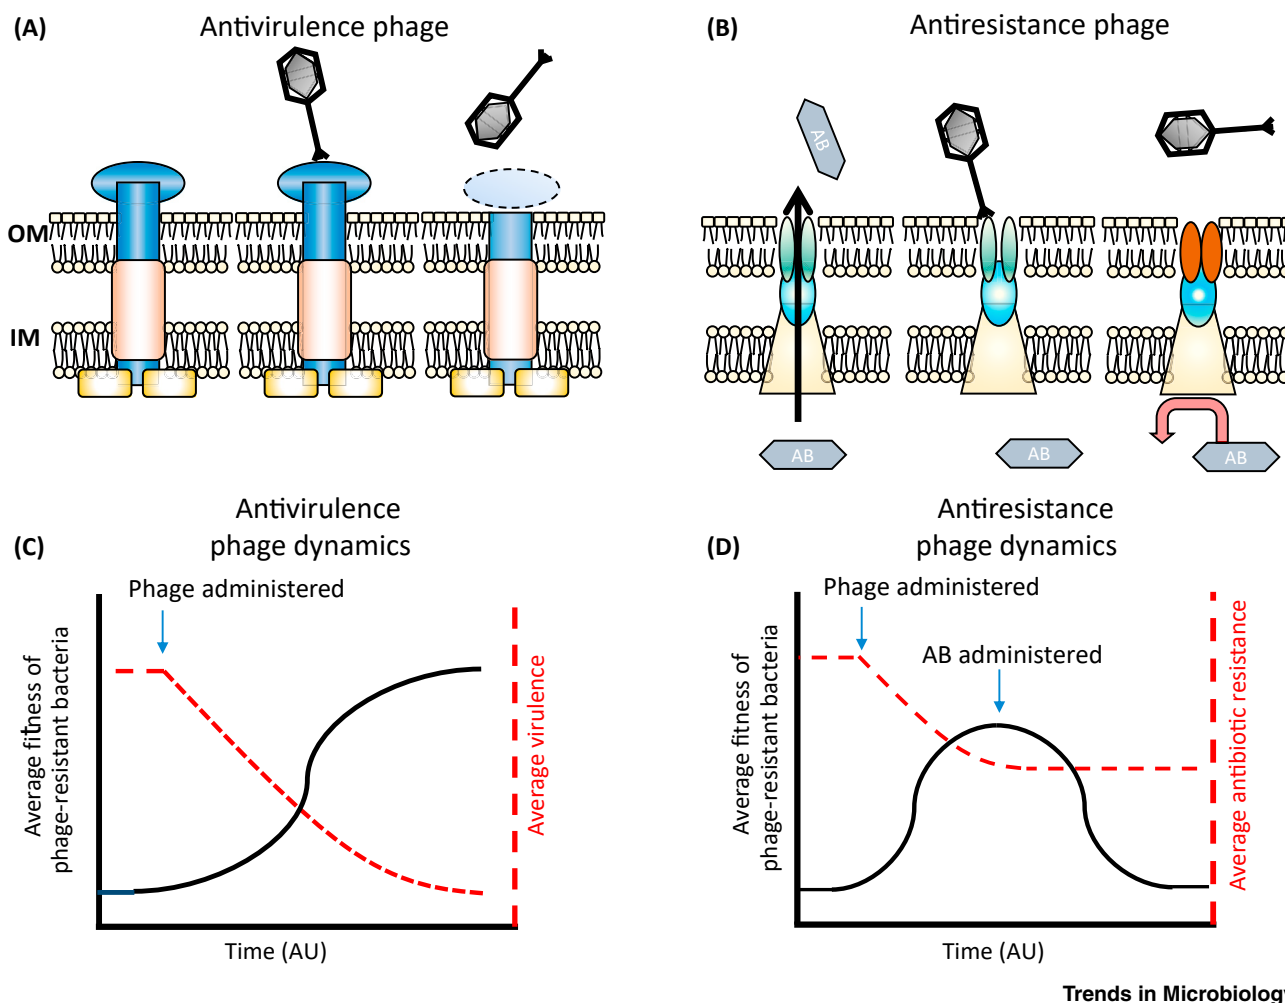 (A)
Antivirulence phage
OM
IM
(B)
Antiresistance phage
AB
AB
AB
AB
(C)
Antivirulence
phage dynamics
Phage administered
Average fitness of
phage-resistant bacteria
Average virulence
Time (AU)
(D)
Antiresistance
phage dynamics
Phage administered
AB administered
Average fitness of
phage-resistant bacteria
Average antibiotic resistance
Time (AU)
Trends in Microbiology